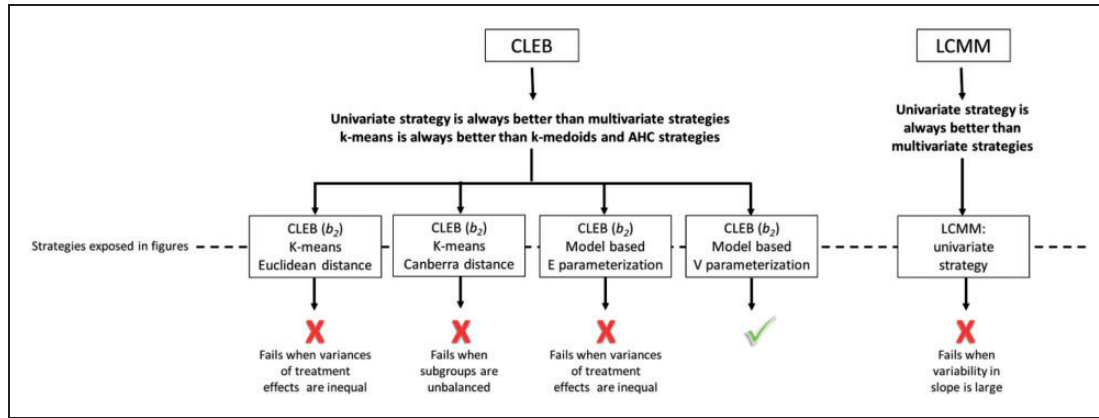 CLEB
LCMM
Univariate strategy is always better than multivariate strategies
k-means is always better than k-medoids and AHC strategies
Univariate strategy is
always better than
multivariate strategies
Strategies exposed in figures
CLEB (b₂)
K-means
Euclidean distance
CLEB (b₂)
K-means
Canberra distance
CLEB (b₂)
Model based
E parameterization
CLEB (b₂)
Model based
V parameterization
LCMM:
univariate
strategy
Fails when variances
of treatment
effects are inequal
Fails when
subgroups are
unbalanced
Fails when variances
of treatment
effects are inequal
Fails when
variability in
slope is large